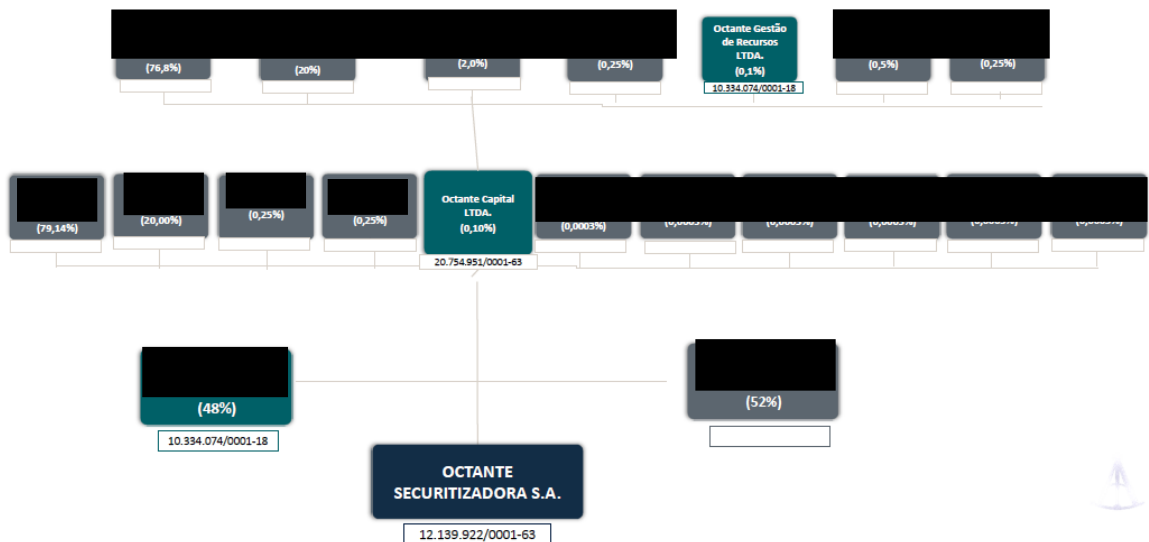 Octante Gestão
de Recursos
LTDA.
(0,1%)
(76,8%)
(20%)
(2,0%)
(0,25%)
(0,5%)
(0,25%)
10.334.074/0001-18
Octante Capital
LTDA.
(0,10%)
(79,14%)
(20,00%)
(0,25%)
(0,25%)
(0,0003%)
20.754.951/0001-63
(48%)
(52%)
10.334.074/0001-18
OCTANTE
SECURITIZADORA S.A.
12.139.922/0001-63